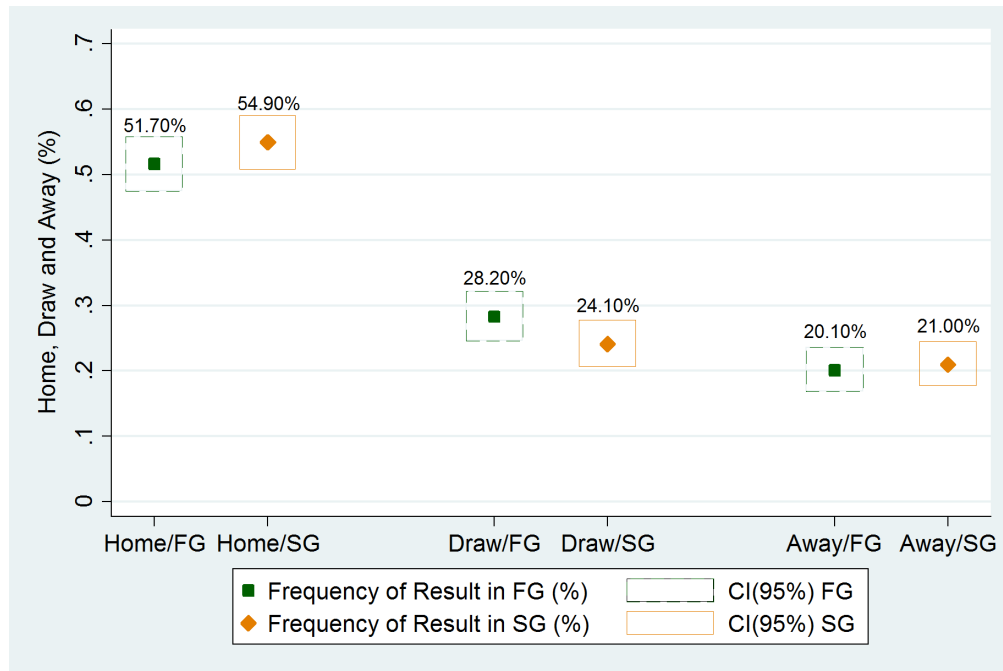 Home, Draw and Away (%)
.7
.6
.5
.4
.3
.2
.1
0
51.70%
54.90%
28.20%
24.10%
20.10%
21.00%
Home/FG
Home/SG
Draw/FG
Draw/SG
Away/FG
Away/SG
Frequency of Result in FG (%)
CI(95%) FG
Frequency of Result in SG (%)
CI(95%) SG